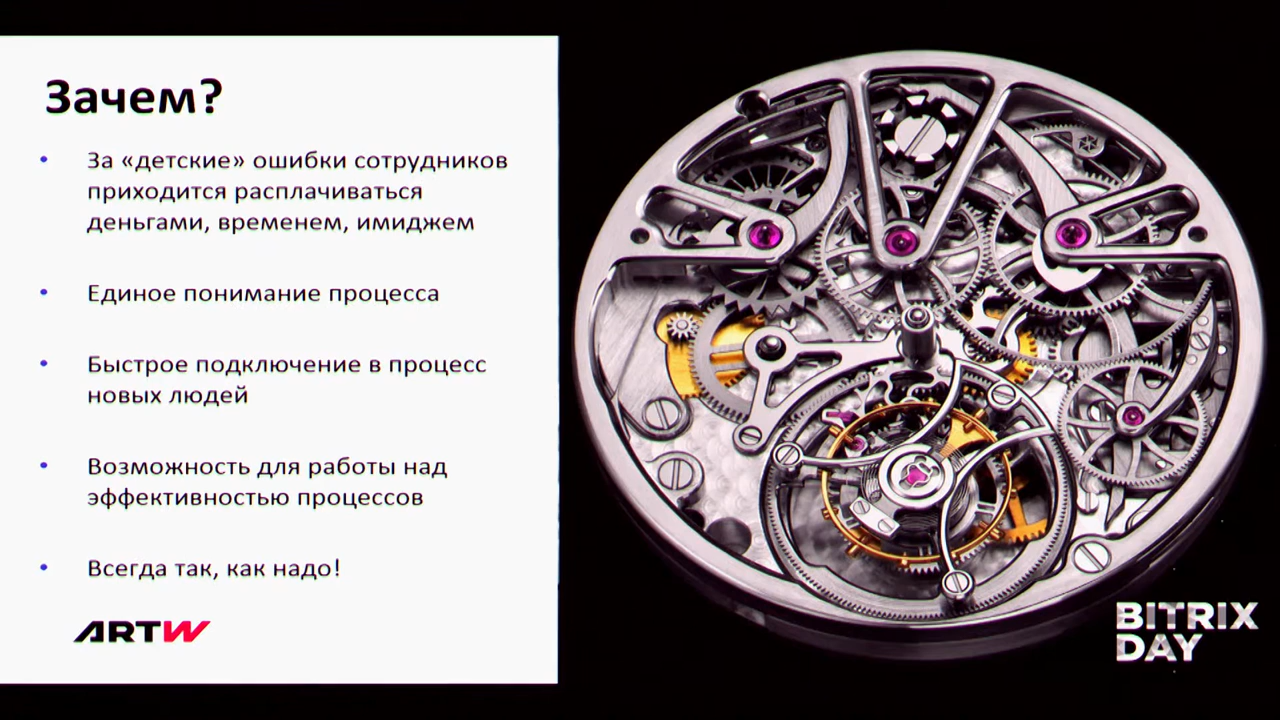 Зачем?
• За «детские» ошибки сотрудников
приходится расплачиваться
деньгами, временем, имиджем
• Единое понимание процесса
• Быстрое подключение в процесс
новых людей
• Возможность для работы над
эффективностью процессов
• Всегда так, как надо!
ARTW
BITRIX
DAY